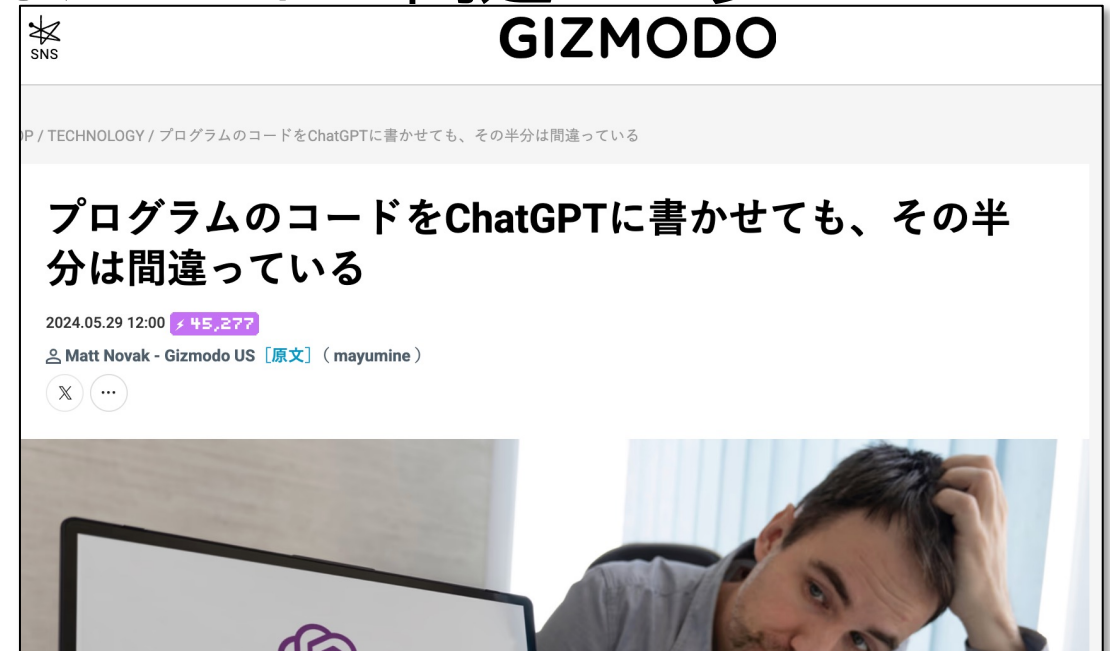 GIZMODO
SNS
OP / TECHNOLOGY / プログラムのコードをChatGPTに書かせても、その半分は間違っている
プログラムのコードをChatGPTに書かせても、その半
分は間違っている
2024.05.29 12:00 45,277
Matt Novak - Gizmodo US［原文］（mayumine）